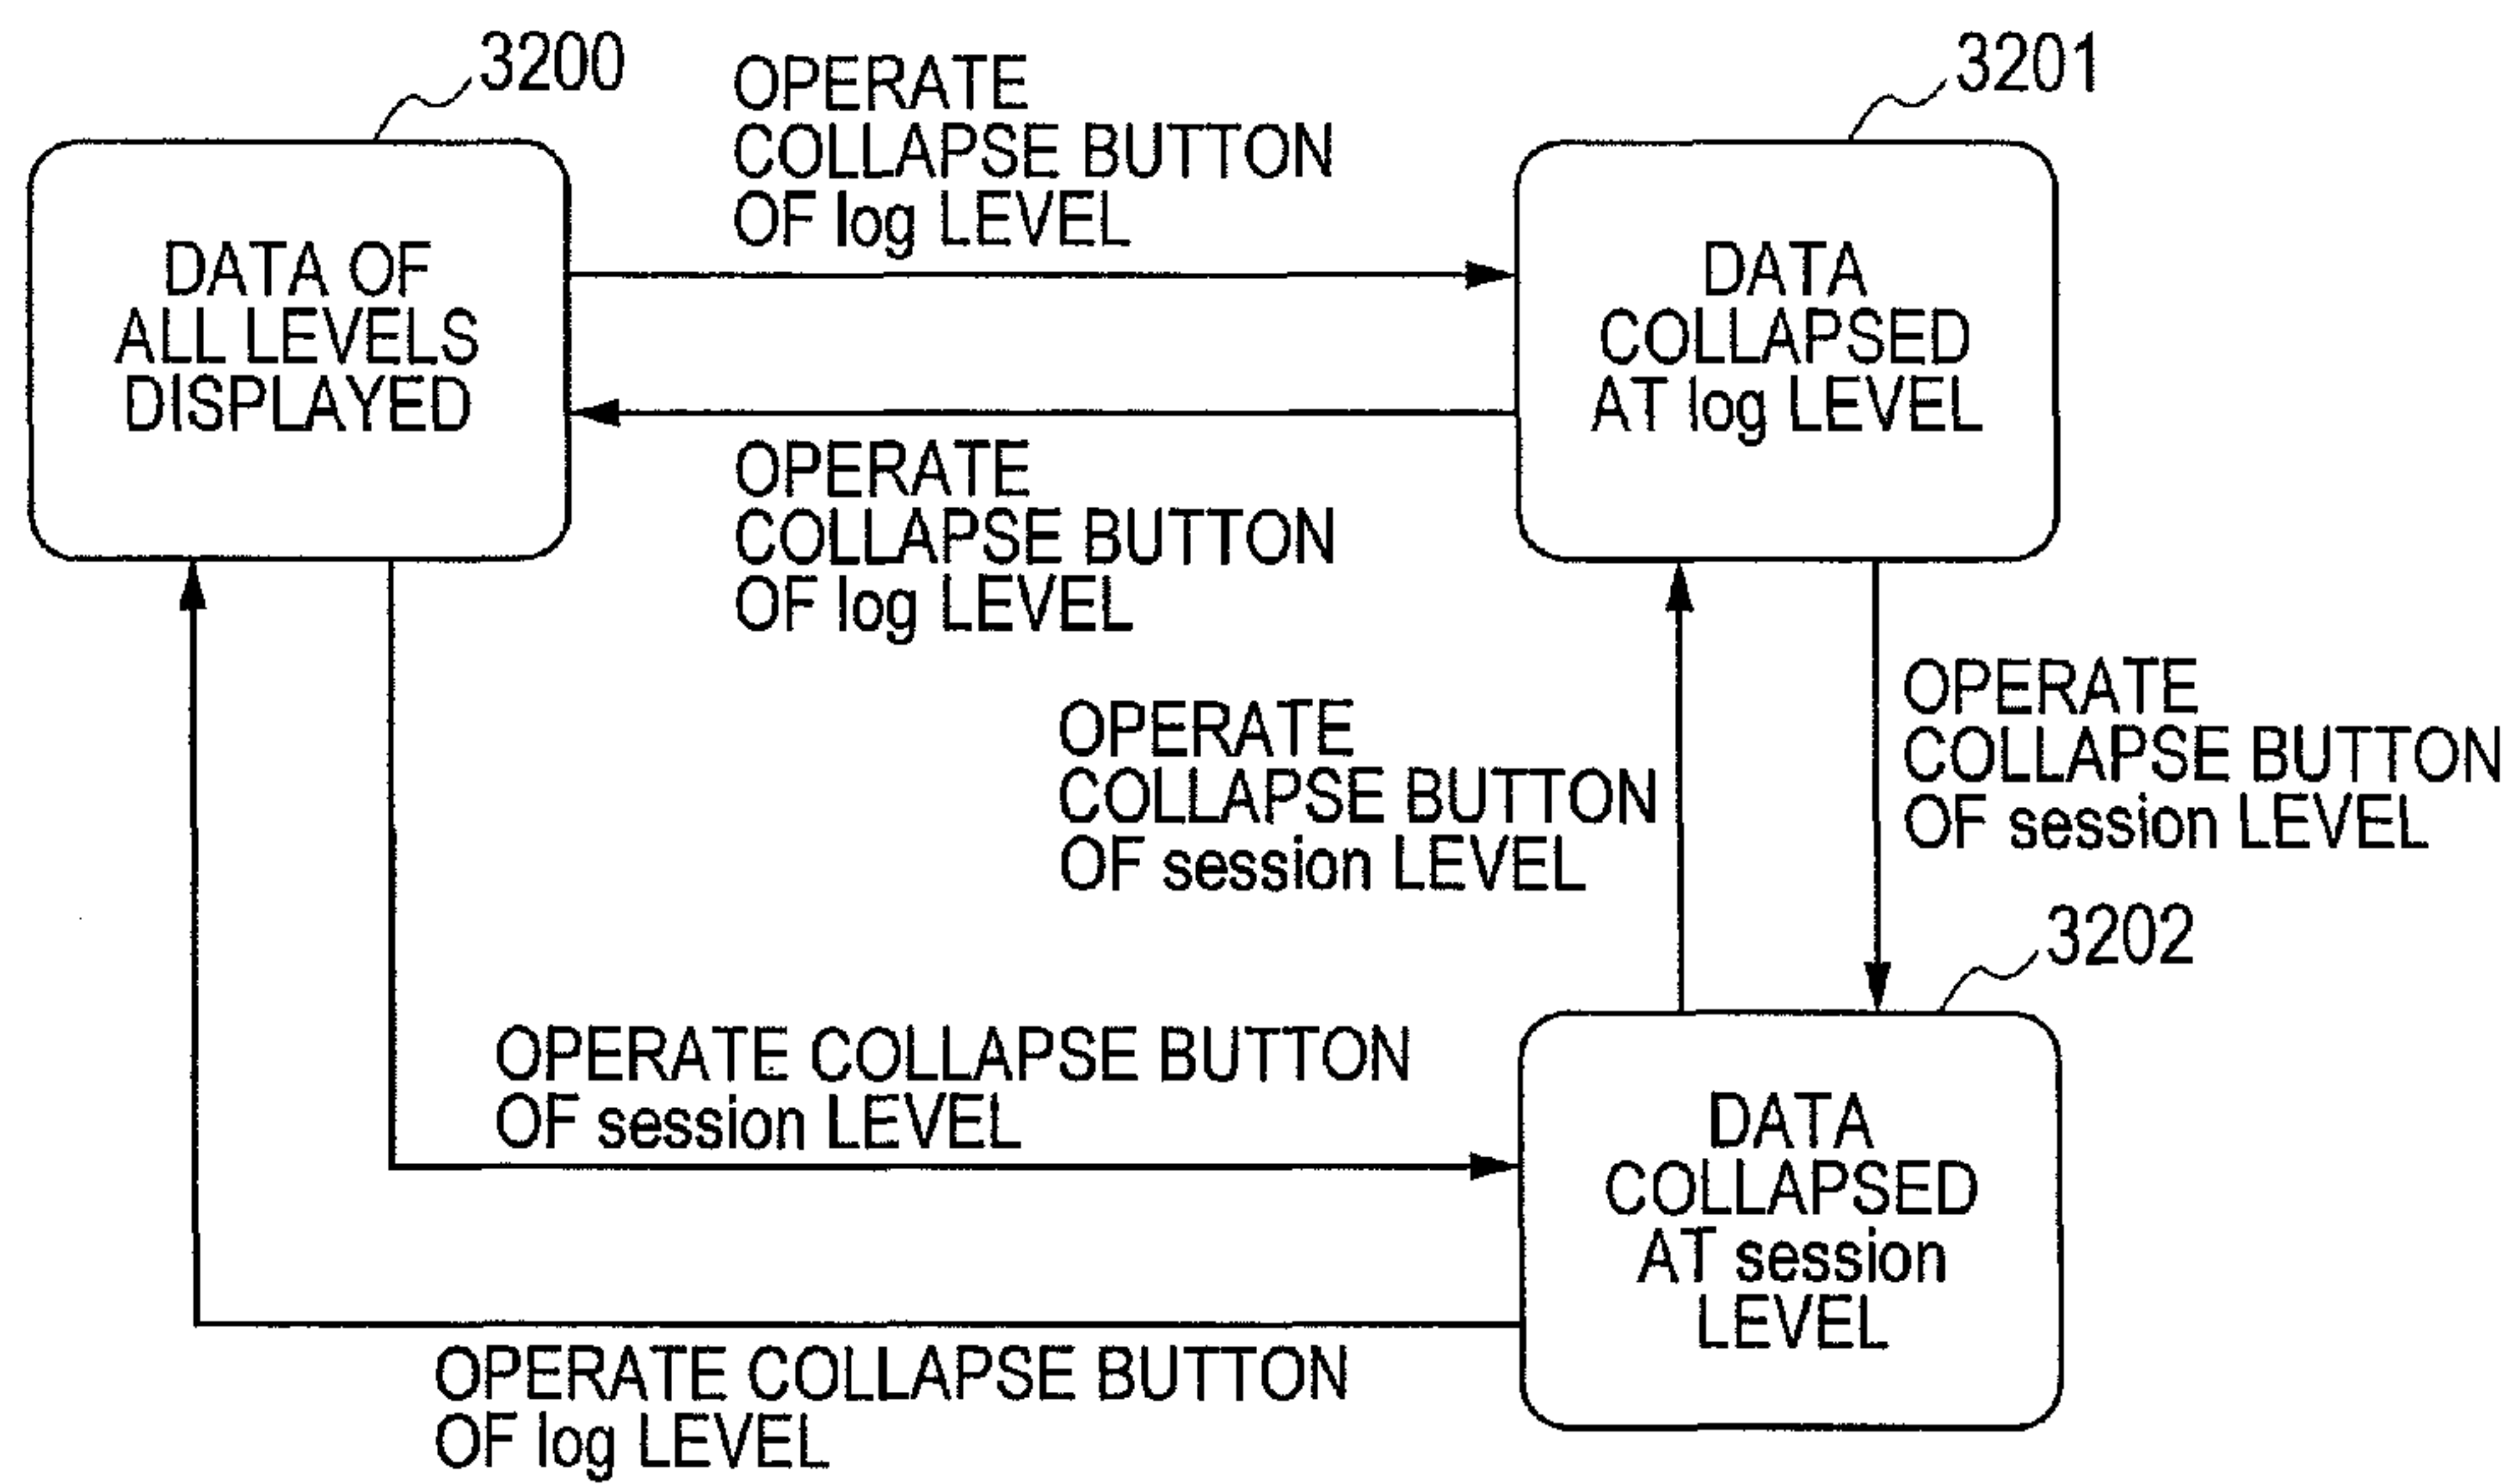 3200
3201
OPERATE
COLLAPSE BUTTON
OF log LEVEL
DATA OF
ALL LEVELS
DISPLAYED
DATA
COLLAPSED
AT log LEVEL
OPERATE
COLLAPSE BUTTON
OF log LEVEL
OPERATE
COLLAPSE BUTTON
OF session LEVEL
OPERATE
COLLAPSE BUTTON
OF session LEVEL
3202
OPERATE COLLAPSE BUTTON
OF session LEVEL
DATA
COLLAPSED
AT session
LEVEL
OPERATE COLLAPSE BUTTON
OF log LEVEL